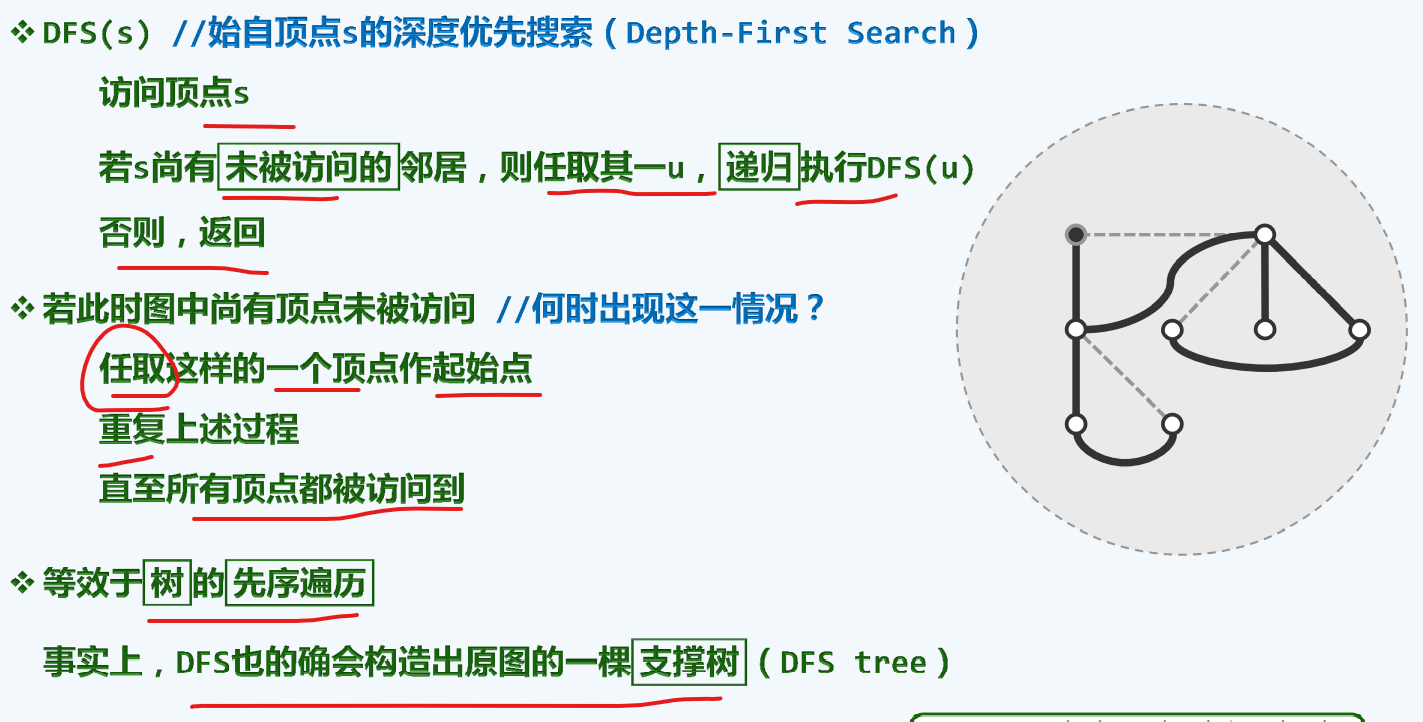 ❖ DFS(s) //始自顶点s的深度优先搜索（Depth-First Search）
访问顶点s
若s尚有未被访问的邻居，则任取其一u，递归执行DFS(u)
否则，返回
❖ 若此时图中尚有顶点未被访问 //何时出现这一情况？
任取这样的一个顶点作起始点
重复上述过程
直至所有顶点都被访问到
❖ 等效于树的先序遍历
事实上，DFS也的确会构造出原图的一棵支撑树（DFS tree）